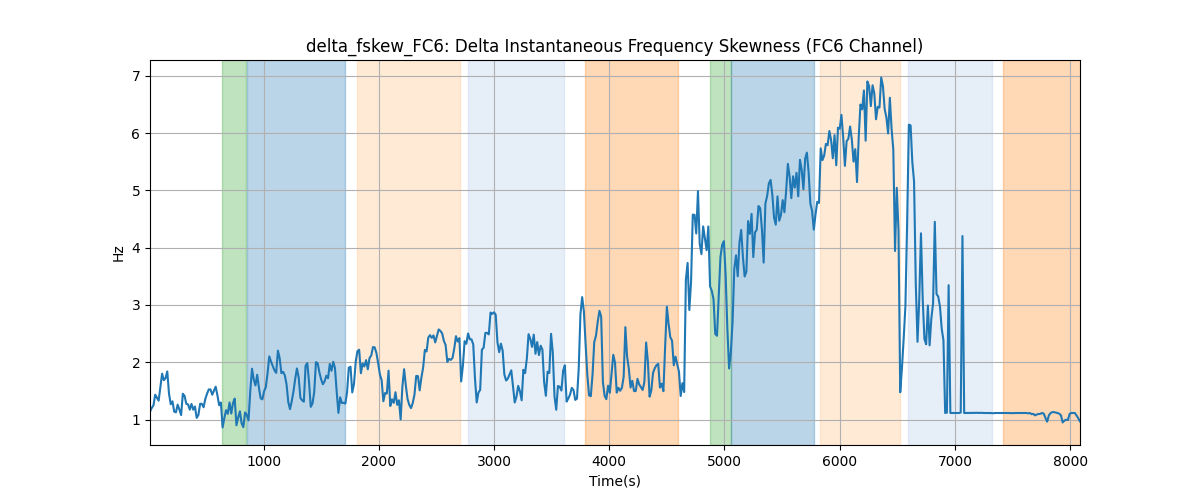 delta_fskew_FC6: Delta Instantaneous Frequency Skewness (FC6 Channel)
7
6
5
4
3
2
1
Hz
1000 2000 3000 4000 5000 6000 7000 8000
Time(s)